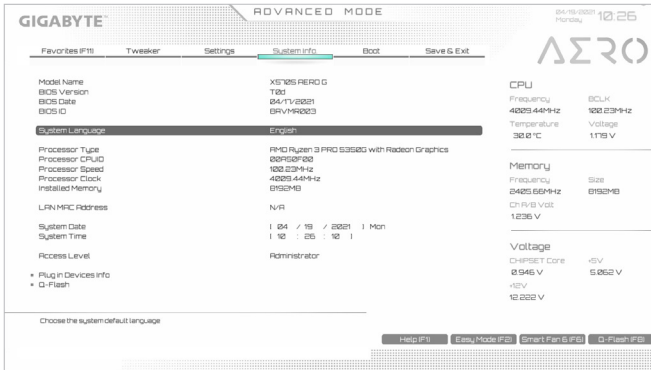 GIGABYTE™
ADVANCED MODE
04/19/2021
Monday
10:26
Favorites (F11) Tweaker Settings System Info. Boot Save & Exit
AERO
Model Name X570S AERO G
BIOS Version T0d
BIOS Date 04/17/2021
BIOS ID 8AVMR003
System Language English
Processor Type AMD Ryzen 3 PRO 5350G with Radeon Graphics
Processor CPUID 00A50F00
Processor Speed 100.23MHz
Processor Clock 4009.44MHz
Installed Memory 8192MB
LAN MAC Address N/A
System Date [ 04 / 19 / 2021 ] Mon
System Time [ 10 : 26 : 10 ]
Access Level Administrator
Plug in Devices Info
Q-Flash
CPU
Frequency BCLK
4009.44MHz 100.23MHz
Temperature Voltage
30.0 °C 1.179 V
Memory
Frequency Size
2405.66MHz 8192MB
Ch A/B Volt
1.236 V
Voltage
CHIPSET Core +5V
0.946 V 5.062 V
+12V
12.222 V
Choose the system default language
Help (F1) Easy Mode (F2) Smart Fan 6 (F6) Q-Flash (F8)